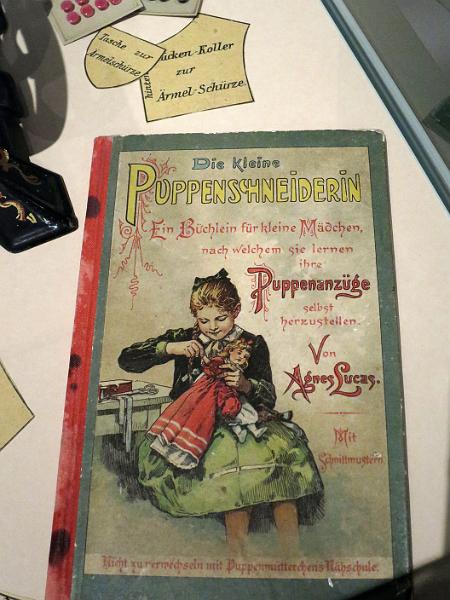 Tasche zur
Ärmelschürze
ucken-Koller
zur
Ärmel-Schürze
hinten
Die kleine
PUPPENSCHNEIDERIN
Ein Büchlein für kleine Mädchen,
nach welchem sie lernen
ihre
Puppenanzüge
selbst
herzustellen.
Von
Agnes Lucas.
Mit
Schnittmustern
Nicht zu verwechseln mit Puppenmütterchens Nähschule.